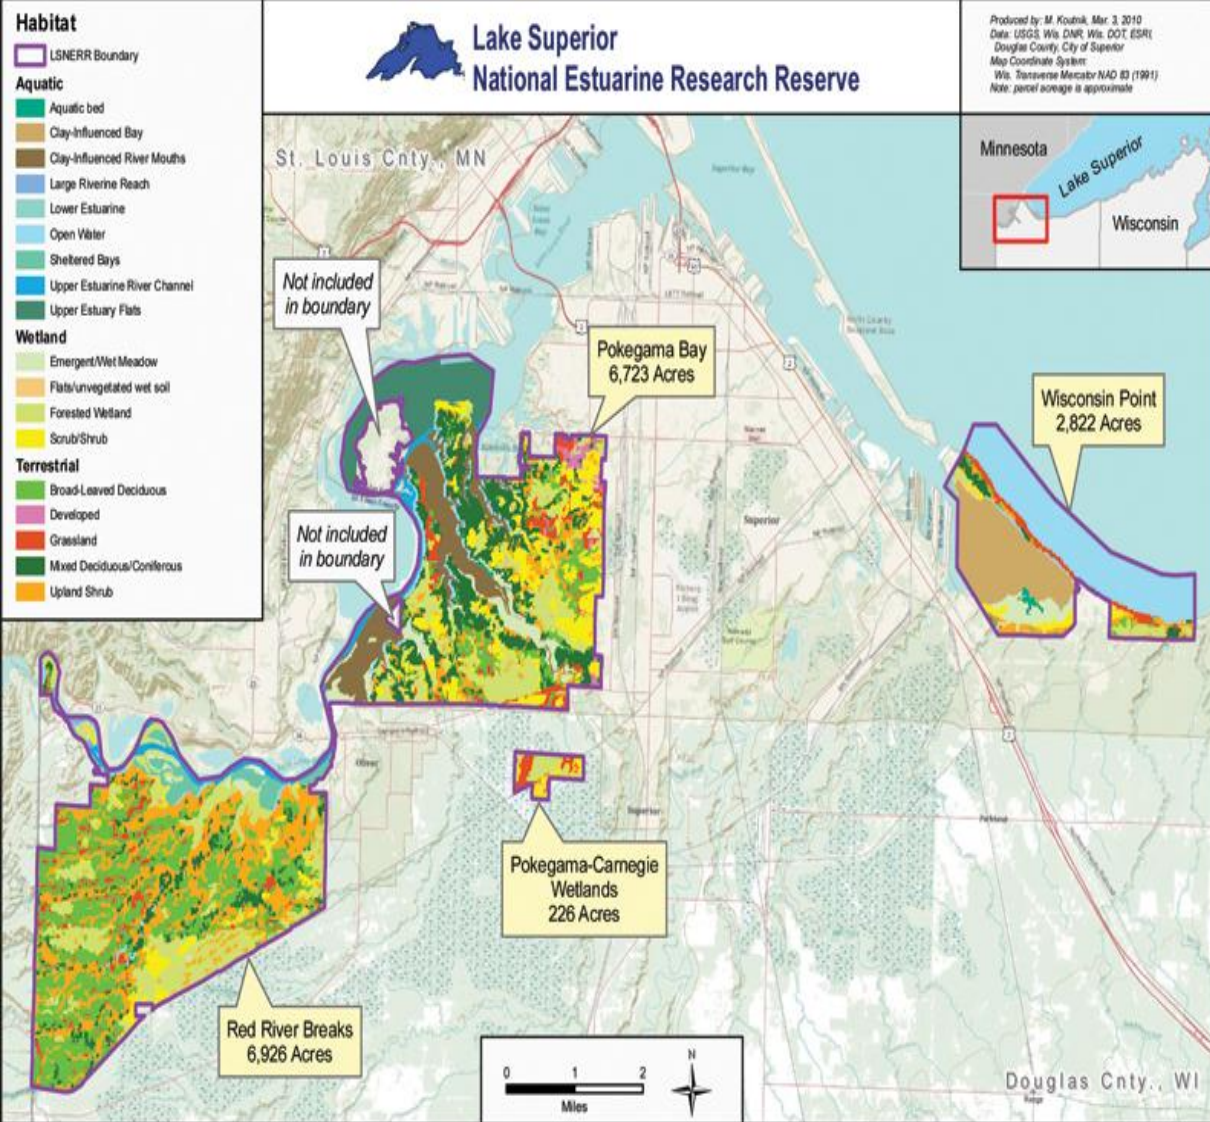 Habitat
LSNERR Boundary
Aquatic
Aquatic bed
Clay-Influenced Bay
Clay-Influenced River Mouths
Large Riverine Reach
Lower Estuarine
Open Water
Sheltered Bays
Upper Estuarine River Channel
Upper Estuary Flats
Wetland
Emergent/Wet Meadow
Flats/unvegetated wet soil
Forested Wetland
Scrub/Shrub
Terrestrial
Broad-Leaved Deciduous
Developed
Grassland
Mixed Deciduous/Coniferous
Upland Shrub
Lake Superior
National Estuarine Research Reserve
Produced by: M. Koutnik, Mar. 3, 2010
Data: USGS, Wis. DNR, Wis. DOT, ESRI,
Douglas County, City of Superior
Map Coordinate System:
Wis. Transverse Mercator NAD 83 (1991)
Note: parcel acreage is approximate
Minnesota
Lake Superior
Wisconsin
St. Louis Cnty., MN
Superior Bay
Not included
in boundary
Pokegama Bay
6,723 Acres
Wisconsin Point
2,822 Acres
Not included
in boundary
Superior
Oliver
Superior
Parkland
Pokegama-Carnegie
Wetlands
226 Acres
Red River Breaks
6,926 Acres
0 1 2
Miles
N
Douglas Cnty., WI